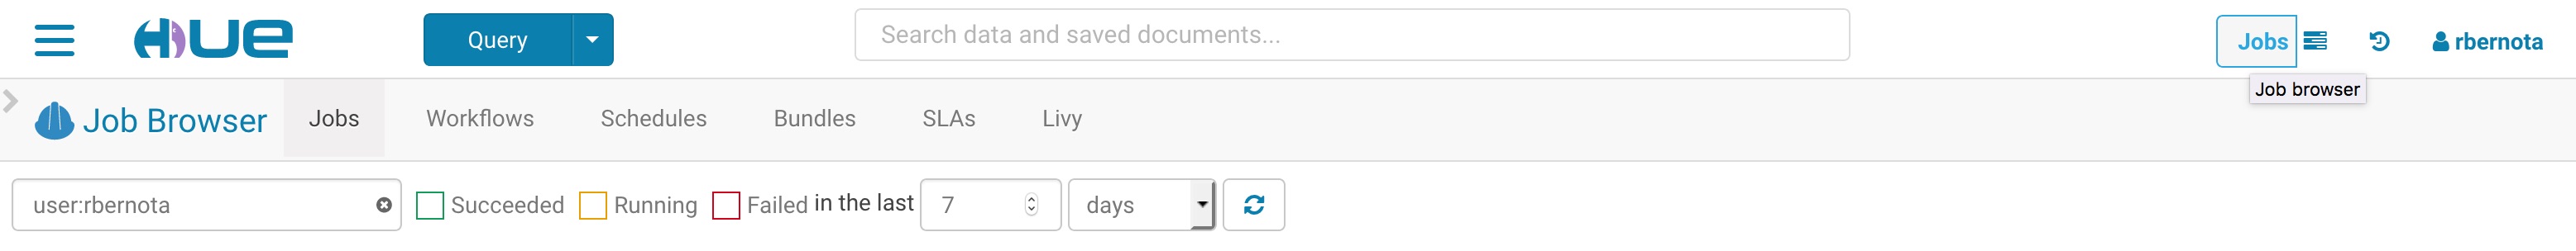 HUE Query Search data and saved documents... Jobs rbernota
Job browser
Job Browser Jobs Workflows Schedules Bundles SLAs Livy
user:rbernota Succeeded Running Failed in the last 7 days